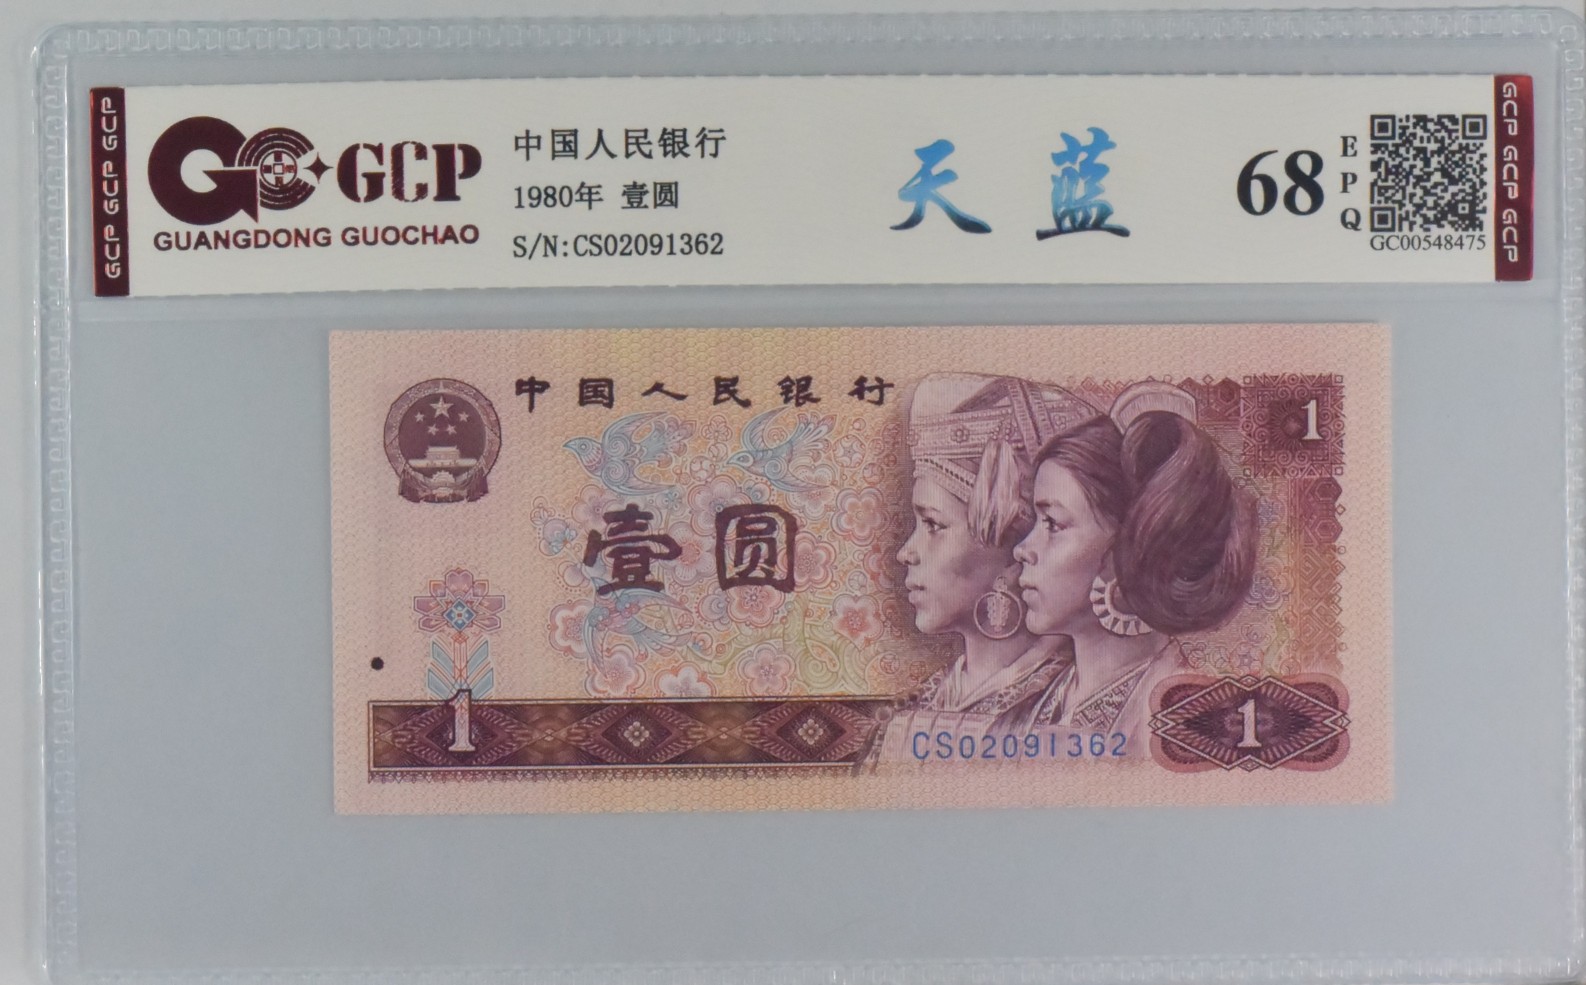 GCP GCP GCP
GCP
GUANGDONG GUOCHAO
中国人民银行
1980年 壹圆
S/N:CS02091362
天蓝
68
EPQ
GC00548475
GCP GCP GCP
中国人民银行
1
壹圆
1
CS02091362
1